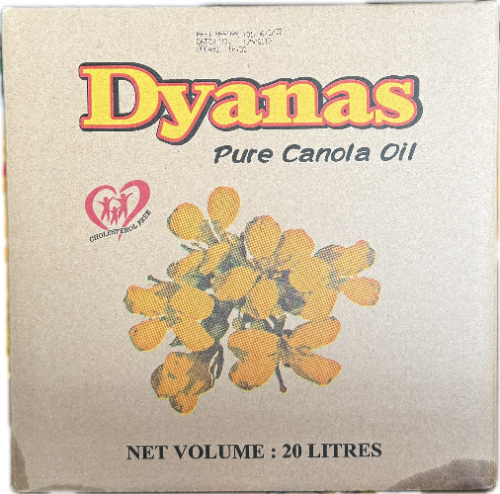 Dyanas
Pure Canola Oil
CHOLESTEROL FREE
NET VOLUME : 20 LITRES